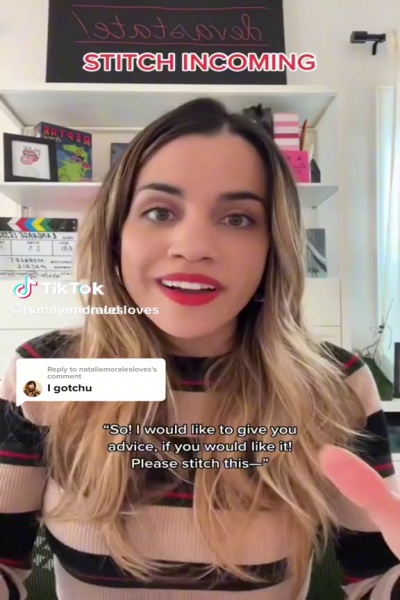 devastate!
STITCH INCOMING
REPTAR
TikTok
@nataliemoralesloves
Reply to nataliemoralesloves's
comment
I gotchu
“So! I would like to give you
advice, if you would like it!
Please stitch this—”